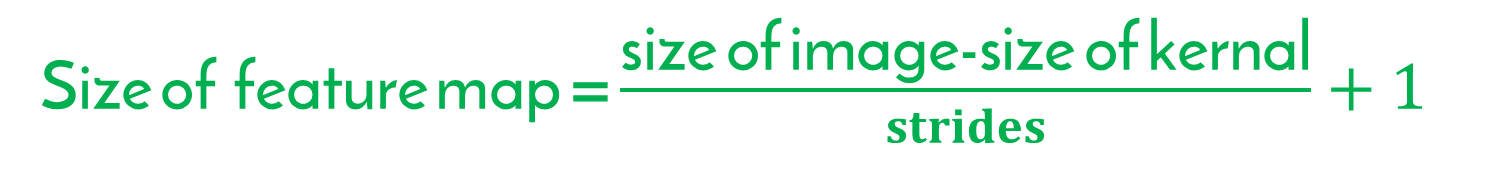 Size of feature map = size of image-size of kernal
strides
+ 1